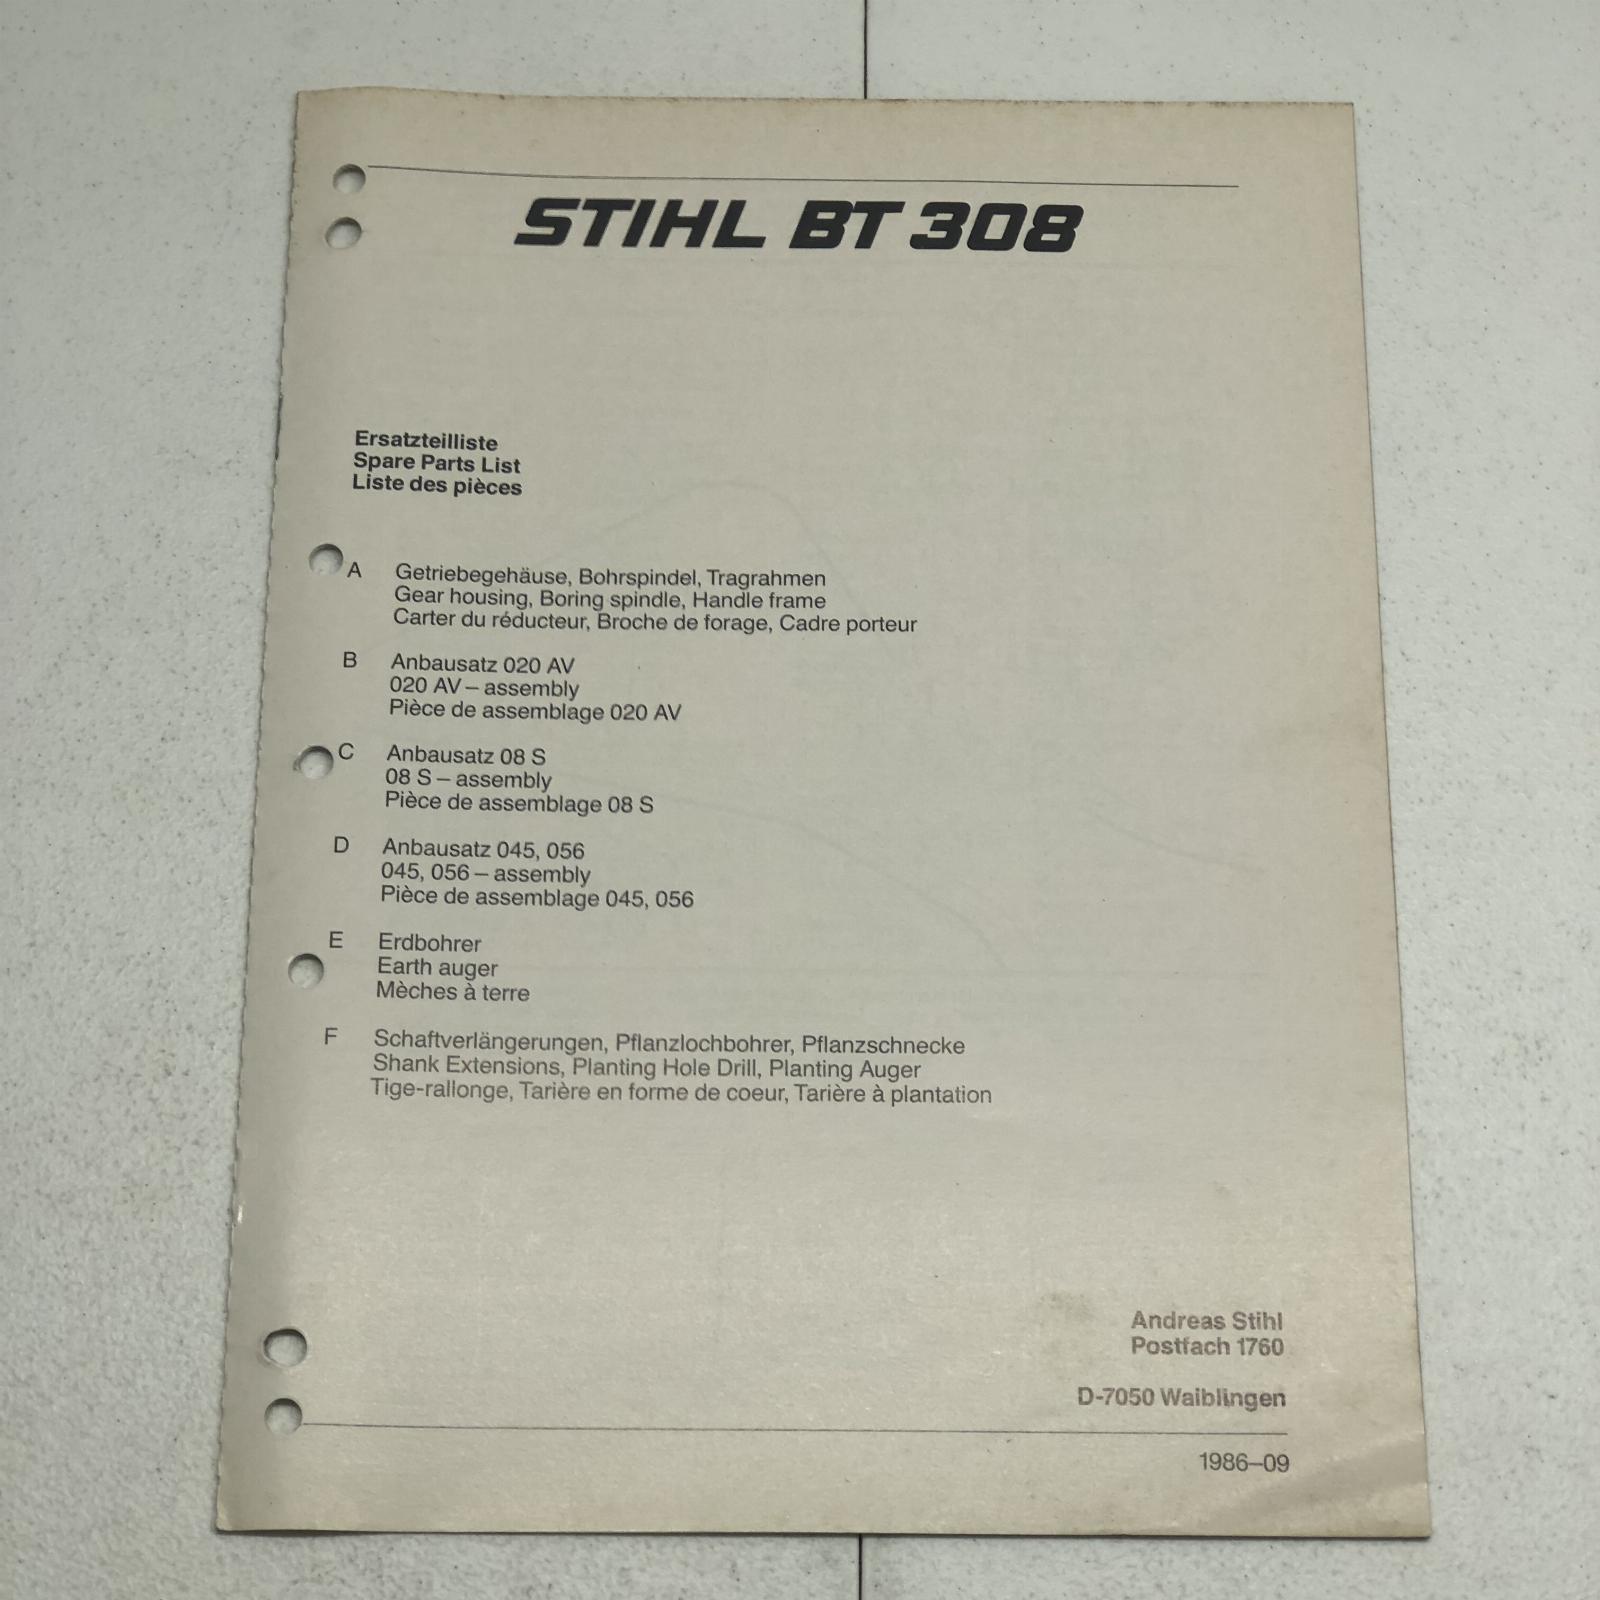 STIHL BT 308
Ersatzteilliste
Spare Parts List
Liste des pièces
A Getriebegehäuse, Bohrspindel, Tragrahmen
Gear housing, Boring spindle, Handle frame
Carter du réducteur, Broche de forage, Cadre porteur
B Anbausatz 020 AV
020 AV – assembly
Pièce de assemblage 020 AV
C Anbausatz 08 S
08 S – assembly
Pièce de assemblage 08 S
D Anbausatz 045, 056
045, 056 – assembly
Pièce de assemblage 045, 056
E Erdbohrer
Earth auger
Mèches à terre
F Schaftverlängerungen, Pflanzlochbohrer, Pflanzschnecke
Shank Extensions, Planting Hole Drill, Planting Auger
Tige-rallonge, Tarière en forme de coeur, Tarière à plantation
Andreas Stihl
Postfach 1760
D-7050 Waiblingen
1986–09